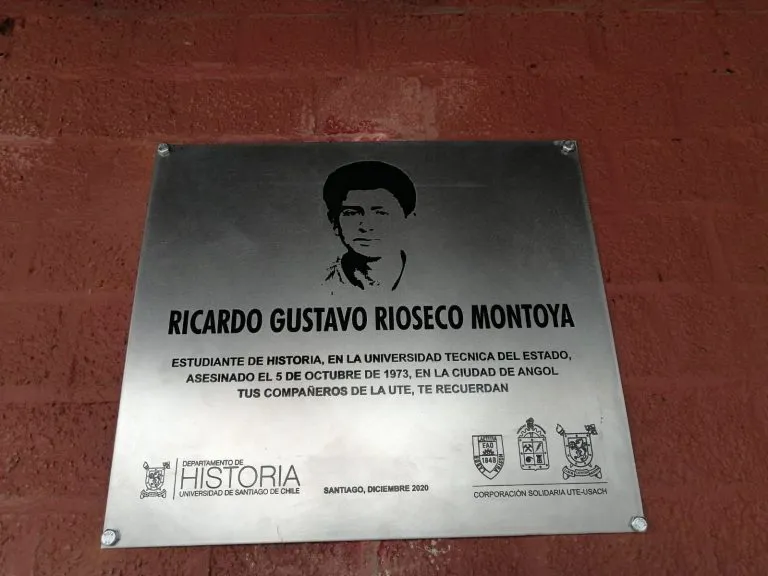 RICARDO GUSTAVO RIOSECO MONTOYA
ESTUDIANTE DE HISTORIA, EN LA UNIVERSIDAD TECNICA DEL ESTADO,
ASESINADO EL 5 DE OCTUBRE DE 1973, EN LA CIUDAD DE ANGOL
TUS COMPAÑEROS DE LA UTE, TE RECUERDAN
DEPARTAMENTO DE
HISTORIA
UNIVERSIDAD DE SANTIAGO DE CHILE
SANTIAGO, DICIEMBRE 2020
EAO
1849
CORPORACIÓN SOLIDARIA UTE-USACH